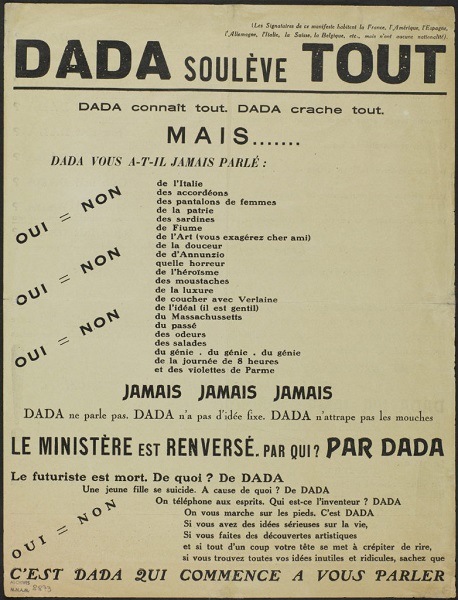 (Les Signataires de ce manifeste habitent la France, l'Amérique, l'Espagne,
l'Allemagne, l'Italie, la Suisse, la Belgique, etc., mais n'ont aucune nationalité).
DADA SOULÈVE TOUT
DADA connaît tout. DADA crache tout.
MAIS.......
DADA VOUS A-T-IL JAMAIS PARLÉ :
OUI = NON
de l'Italie
des accordéons
des pantalons de femmes
de la patrie
des sardines
de Fiume
de l'Art (vous exagérez cher ami)
de la douceur
de d'Annunzio
OUI = NON
quelle horreur
de l'héroïsme
des moustaches
de la luxure
de coucher avec Verlaine
de l'idéal (il est gentil)
du Massachussetts
OUI = NON
du passé
des odeurs
des salades
du génie . du génie . du génie
de la journée de 8 heures
et des violettes de Parme
JAMAIS JAMAIS JAMAIS
DADA ne parle pas. DADA n'a pas d'idée fixe. DADA n'attrape pas les mouches
LE MINISTÈRE EST RENVERSÉ. PAR QUI? PAR DADA
Le futuriste est mort. De quoi ? De DADA
Une jeune fille se suicide. A cause de quoi ? De DADA
On téléphone aux esprits. Qui est-ce l'inventeur ? DADA
OUI = NON
On vous marche sur les pieds. C'est DADA
Si vous avez des idées sérieuses sur la vie,
Si vous faites des découvertes artistiques
et si tout d'un coup votre tête se met à crépiter de rire,
si vous trouvez toutes vos idées inutiles et ridicules, sachez que
C'EST DADA QUI COMMENCE A VOUS PARLER